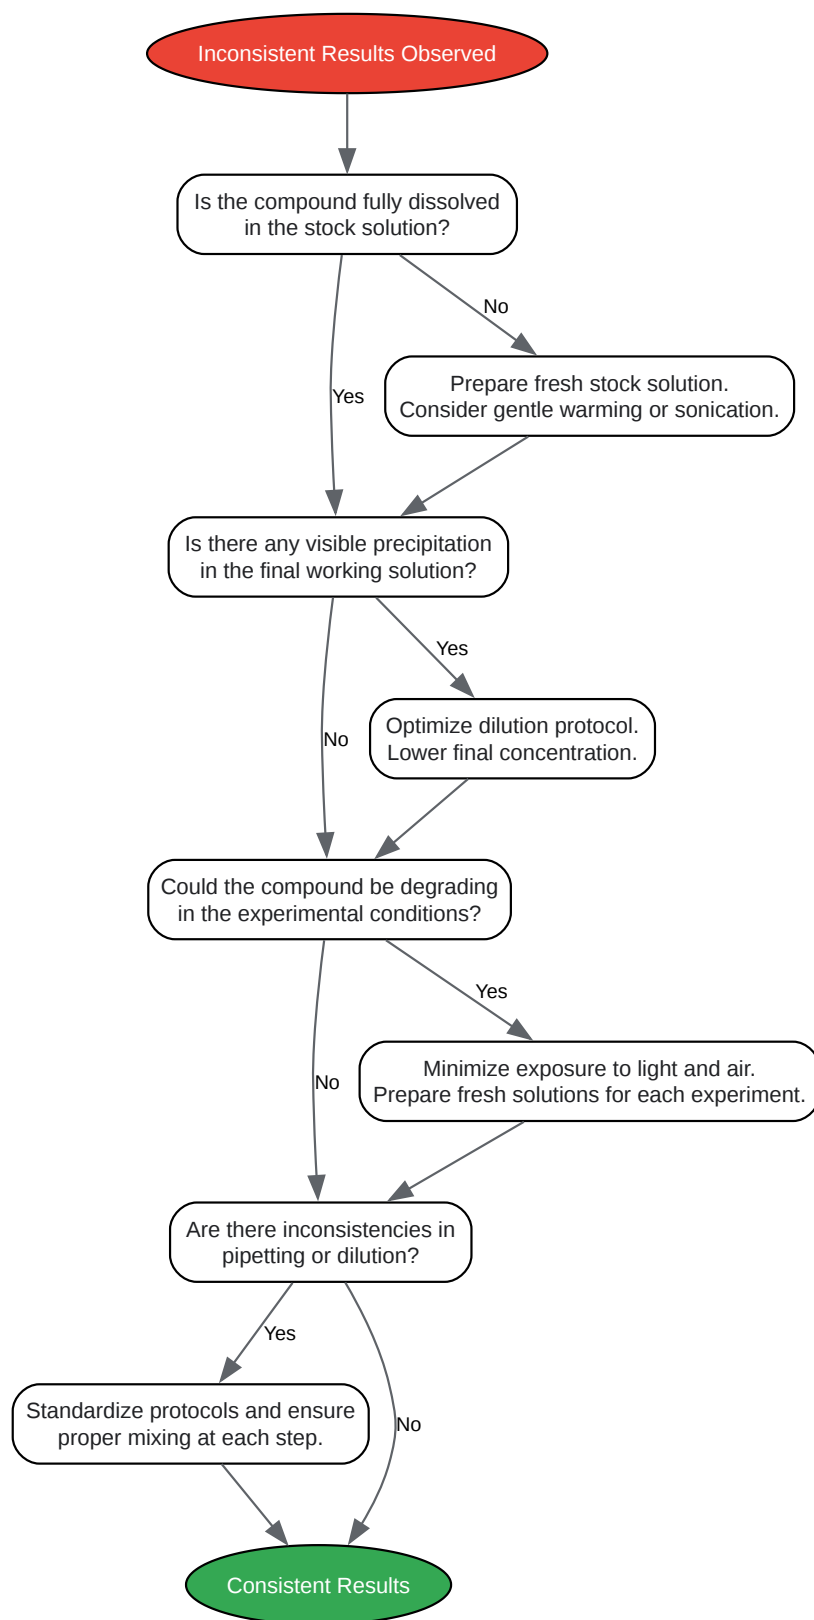 Inconsistent Results Observed
Is the compound fully dissolved
in the stock solution?
No
Prepare fresh stock solution.
Consider gentle warming or sonication.
Yes
Is there any visible precipitation
in the final working solution?
Yes
Optimize dilution protocol.
Lower final concentration.
No
Could the compound be degrading
in the experimental conditions?
Yes
Minimize exposure to light and air.
Prepare fresh solutions for each experiment.
No
Are there inconsistencies in
pipetting or dilution?
Yes
Standardize protocols and ensure
proper mixing at each step.
No
Consistent Results